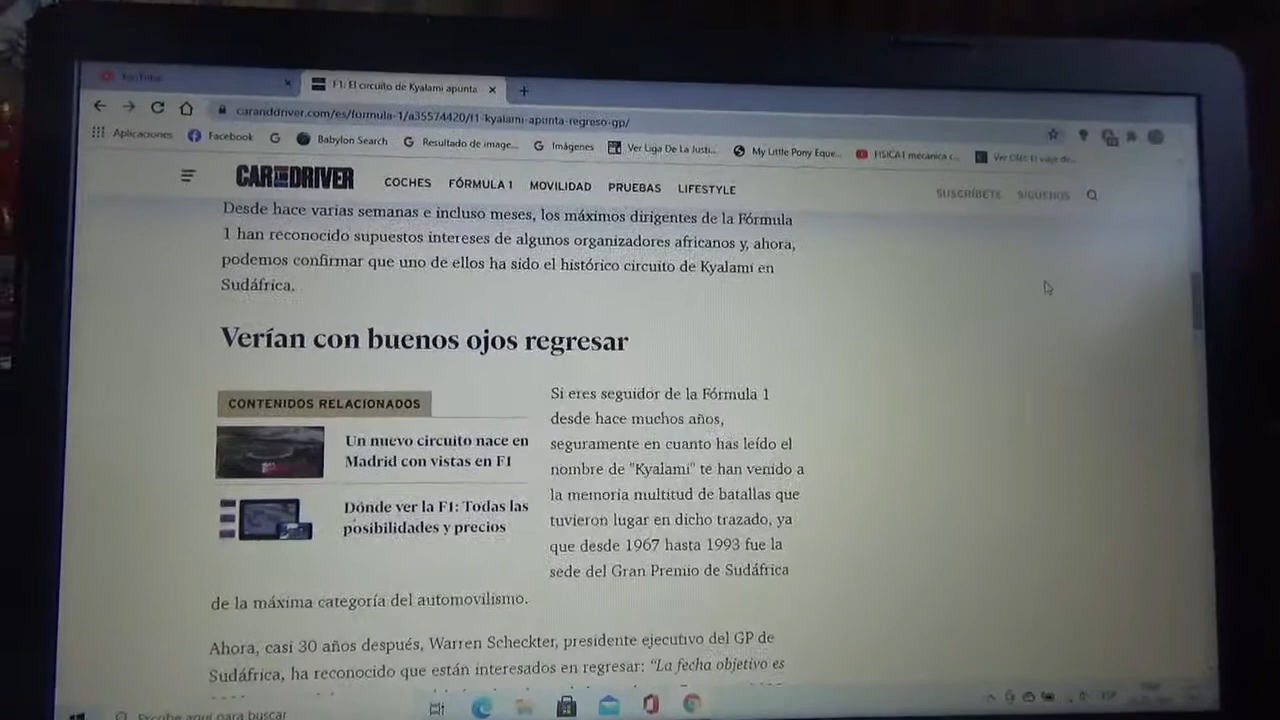 YouTube
F1: El circuito de Kyalami apunta
caranddriver.com/es/formula-1/a35574420/f1-kyalami-apunta-regreso-gp/
Aplicaciones Facebook Babylon Search Resultado de image... Imágenes Ver Liga De La Justi... My Little Pony Eque... FISICA I mecánica c...
CAR AND DRIVER COCHES FÓRMULA 1 MOVILIDAD PRUEBAS LIFESTYLE SUSCRÍBETE SÍGUENOS
Desde hace varias semanas e incluso meses, los máximos dirigentes de la Fórmula
1 han reconocido supuestos intereses de algunos organizadores africanos y, ahora,
podemos confirmar que uno de ellos ha sido el histórico circuito de Kyalami en
Sudáfrica.
Verían con buenos ojos regresar
CONTENIDOS RELACIONADOS
Un nuevo circuito nace en
Madrid con vistas en F1
Dónde ver la F1: Todas las
posibilidades y precios
Si eres seguidor de la Fórmula 1
desde hace muchos años,
seguramente en cuanto has leído el
nombre de "Kyalami" te han venido a
la memoria multitud de batallas que
tuvieron lugar en dicho trazado, ya
que desde 1967 hasta 1993 fue la
sede del Gran Premio de Sudáfrica
de la máxima categoría del automovilismo.
Ahora, casi 30 años después, Warren Scheckter, presidente ejecutivo del GP de
Sudáfrica, ha reconocido que están interesados en regresar: “La fecha objetivo es
Escribe aquí para buscar
ESP